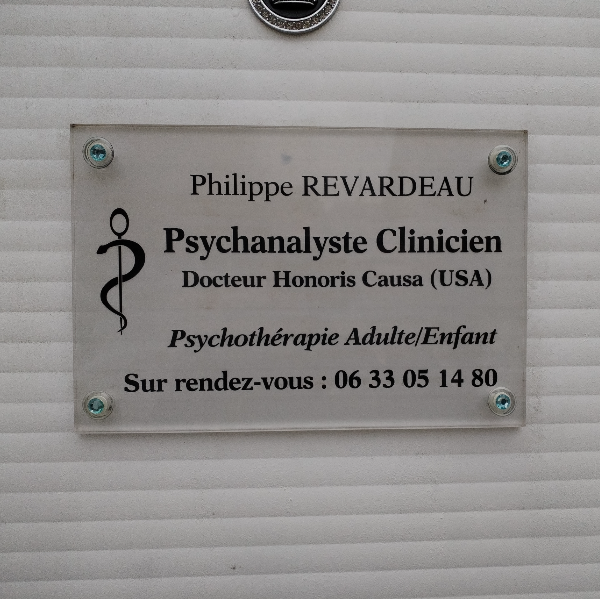 Philippe REVARDEAU
Psychanalyste Clinicien
Docteur Honoris Causa (USA)
Psychothérapie Adulte/Enfant
Sur rendez-vous : 06 33 05 14 80